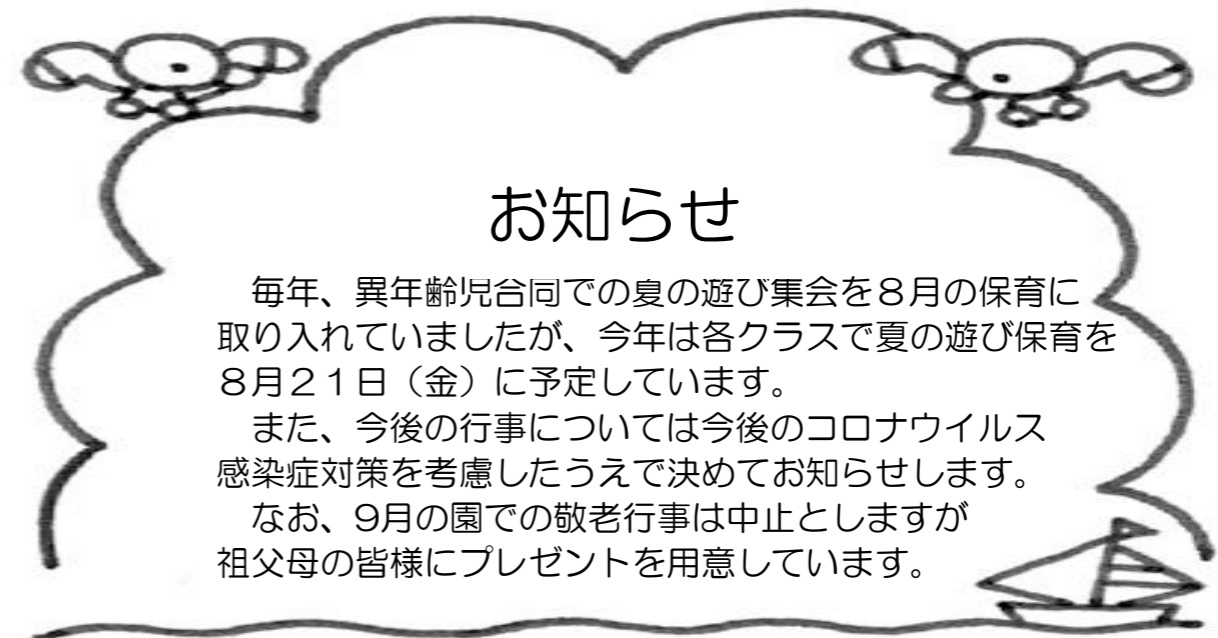 お知らせ
　毎年、異年齢児合同での夏の遊び集会を８月の保育に
取り入れていましたが、今年は各クラスで夏の遊び保育を
８月２１日（金）に予定しています。
　また、今後の行事については今後のコロナウイルス
感染症対策を考慮したうえで決めてお知らせします。
　なお、9月の園での敬老行事は中止としますが
祖父母の皆様にプレゼントを用意しています。